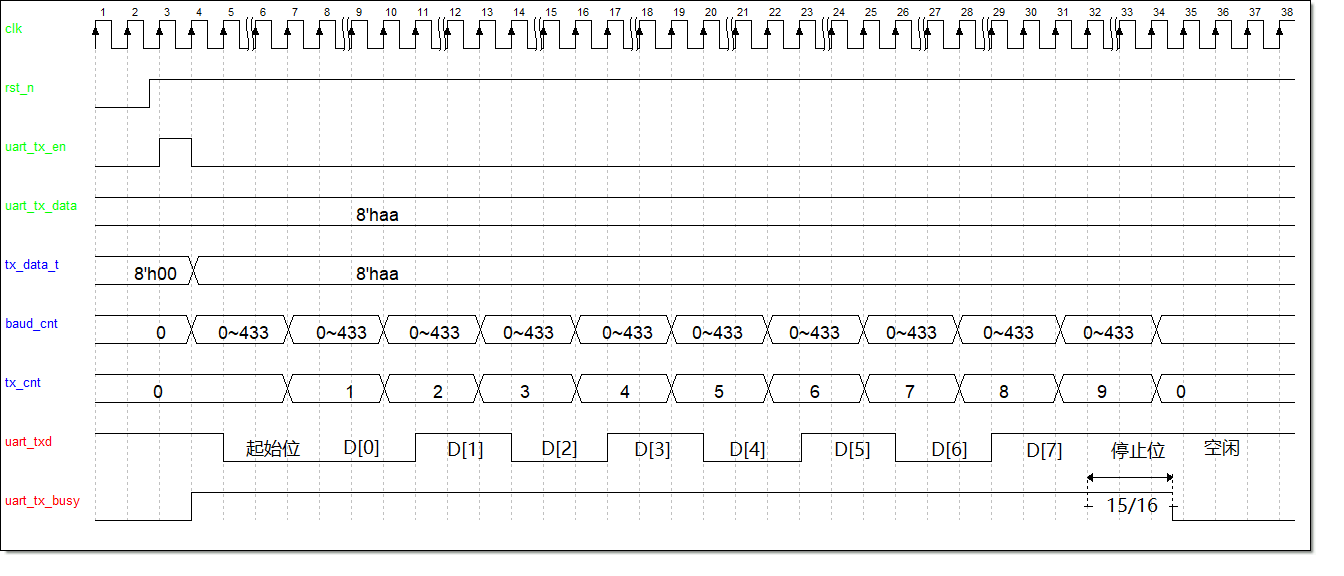 1 2 3 4 5 6 7 8 9 10 11 12 13 14 15 16 17 18 19 20 21 22 23 24 25 26 27 28 29 30 31 32 33 34 35 36 37 38
clk
rst_n
uart_tx_en
uart_tx_data 8'haa
tx_data_t 8'h00 8'haa
baud_cnt 0 0~433 0~433 0~433 0~433 0~433 0~433 0~433 0~433 0~433 0~433
tx_cnt 0 1 2 3 4 5 6 7 8 9 0
uart_txd 起始位 D[0] D[1] D[2] D[3] D[4] D[5] D[6] D[7] 停止位 空闲
uart_tx_busy 15/16